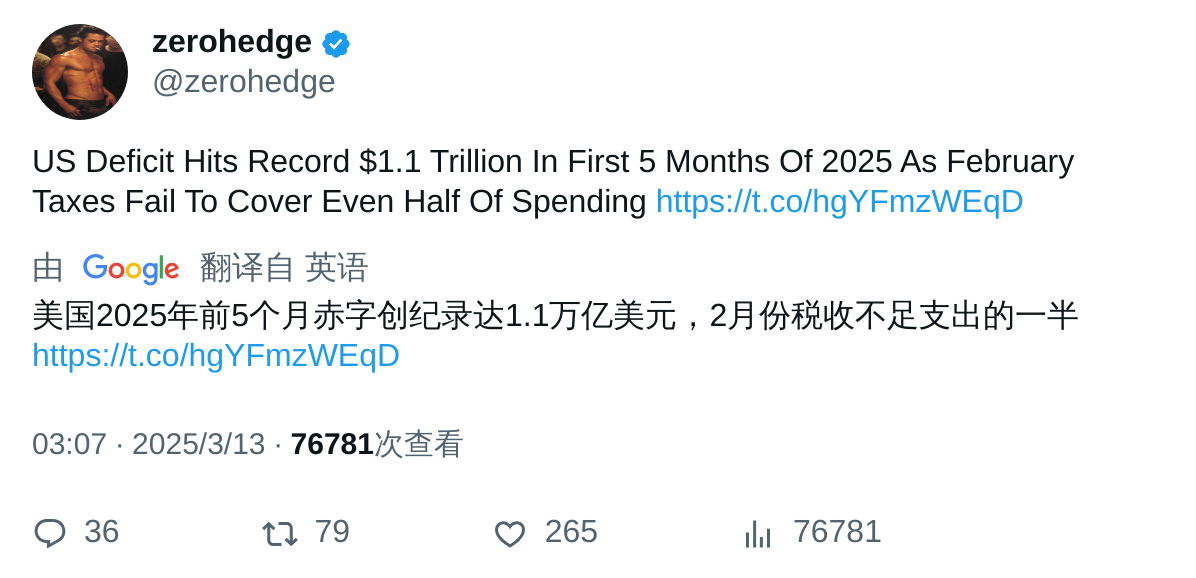 zerohedge
@zerohedge
US Deficit Hits Record $1.1 Trillion In First 5 Months Of 2025 As February
Taxes Fail To Cover Even Half Of Spending https://t.co/hgYFmzWEqD
由 Google 翻译自 英语
美国2025年前5个月赤字创纪录达1.1万亿美元，2月份税收不足支出的一半
https://t.co/hgYFmzWEqD
03:07 · 2025/3/13 · 76781次查看
36 79 265 76781